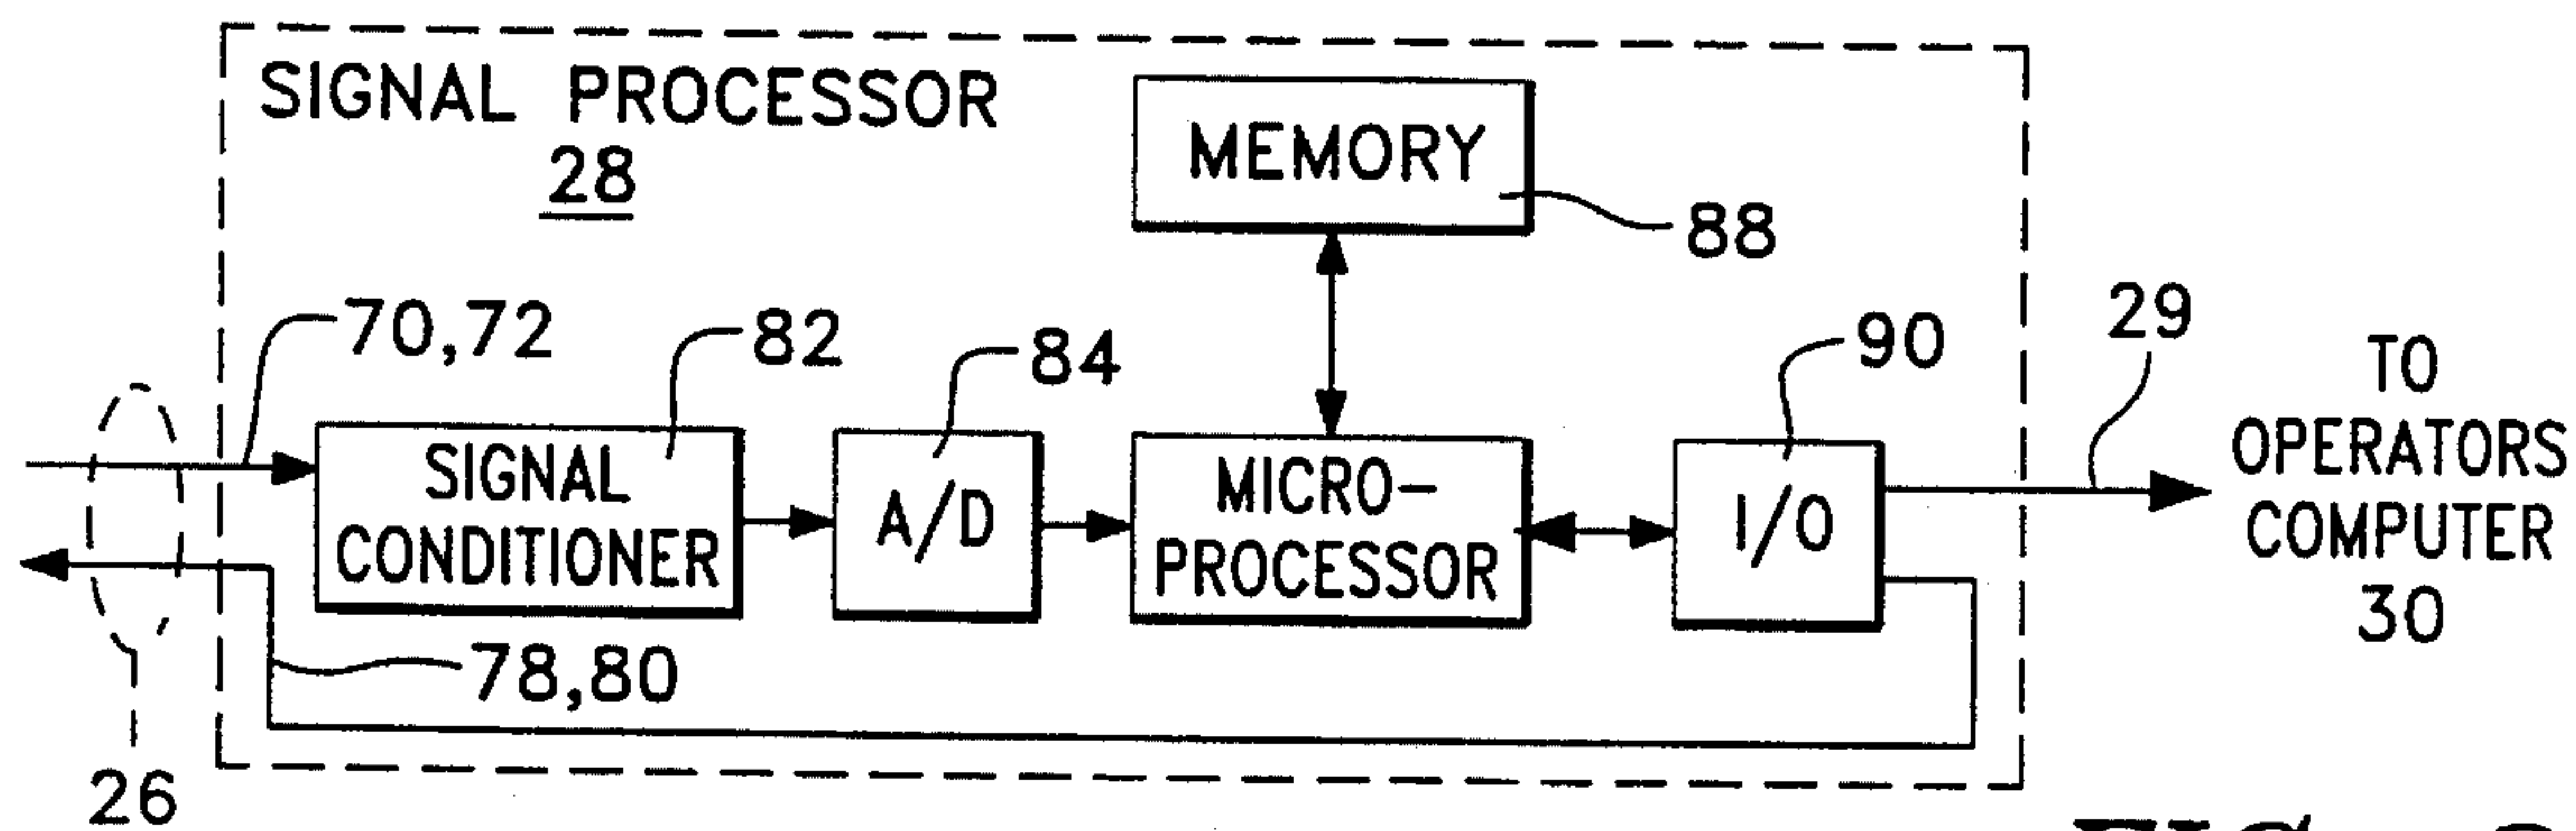 SIGNAL PROCESSOR
28
MEMORY
88
70,72
82
84
90
29
TO
OPERATORS
COMPUTER
30
SIGNAL
CONDITIONER
A/D
MICRO-
PROCESSOR
I/O
78,80
26